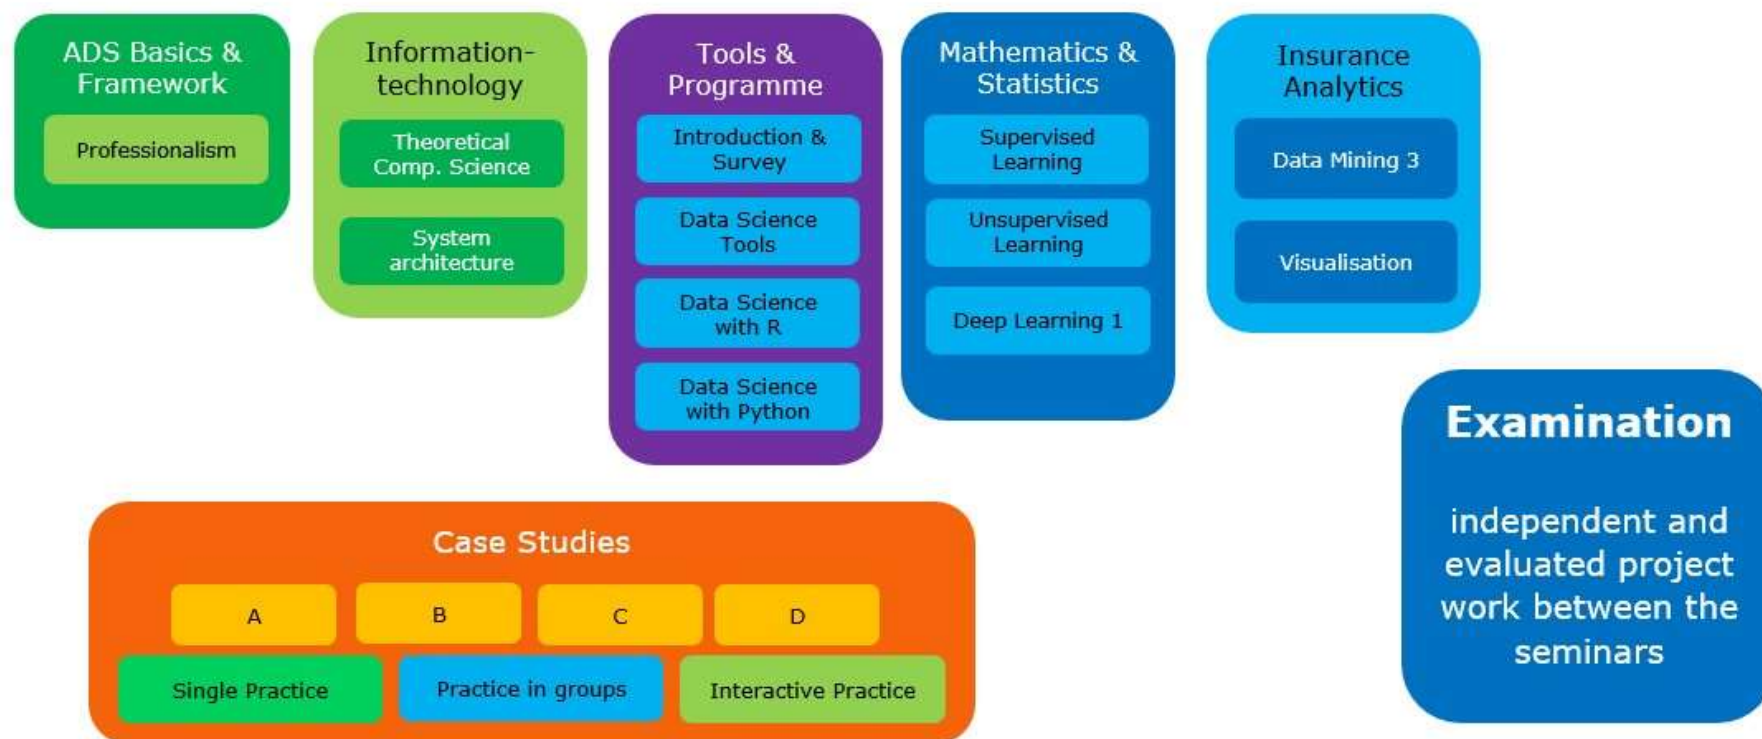 ADS Basics &
Framework
Professionalism
Information-
technology
Theoretical
Comp. Science
System
architecture
Tools &
Programme
Introduction &
Survey
Data Science
Tools
Data Science
with R
Data Science
with Python
Mathematics &
Statistics
Supervised
Learning
Unsupervised
Learning
Deep Learning 1
Insurance
Analytics
Data Mining 3
Visualisation
Examination
independent and
evaluated project
work between the
seminars
Case Studies
A
B
C
D
Single Practice
Practice in groups
Interactive Practice